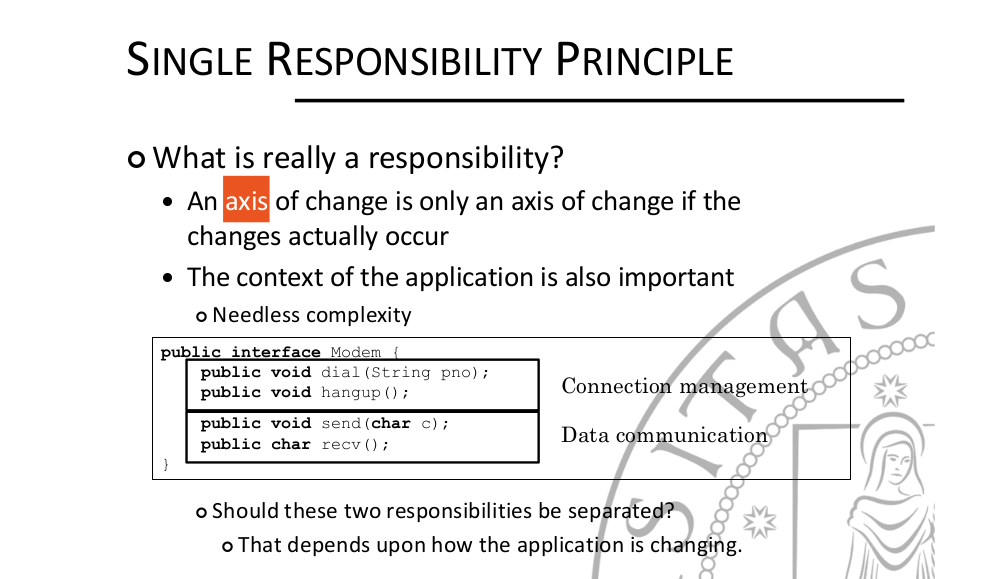 SINGLE RESPONSIBILITY PRINCIPLE
What is really a responsibility?
An axis of change is only an axis of change if the
changes actually occur
The context of the application is also important
Needless complexity
public interface Modem {
public void dial(String pno);
public void hangup();
Connection management
public void send(char c);
public char recv();
Data communication
}
Should these two responsibilities be separated?
That depends upon how the application is changing.
SITAS